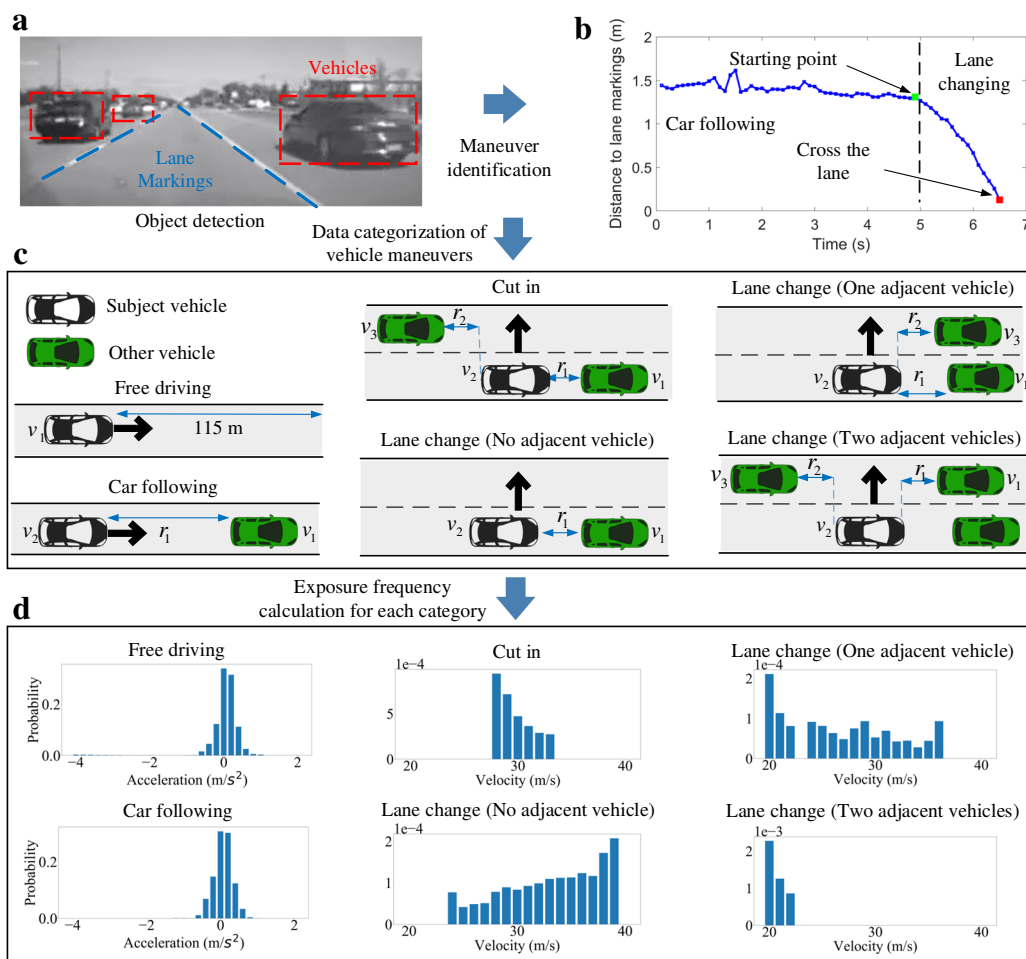 a
Vehicles
Lane
Markings
Object detection
Maneuver
identification
b
Distance to lane markings (m)
2
1.5
1
0.5
0
0 1 2 3 4 5 6 7
Time (s)
Starting point
Lane
changing
Car following
Cross the
lane
Data categorization of
vehicle maneuvers
c
Subject vehicle
Other vehicle
Free driving
v₁
115 m
Car following
v₂ r₁ v₁
Cut in
v₃ r₂
v₂ r₁ v₁
Lane change (No adjacent vehicle)
v₂ r₁ v₁
Lane change (One adjacent vehicle)
r₂ v₃
v₂ r₁ v₁
Lane change (Two adjacent vehicles)
v₃ r₂ r₁ v₁
v₂
Exposure frequency
calculation for each category
d
Free driving
Probability
0.2
0.0
−4 −2 0 2
Acceleration (m/s²)
Cut in
1e−4
5
0
20 30 40
Velocity (m/s)
Lane change (One adjacent vehicle)
1e−4
2
1
0
20 30 40
Velocity (m/s)
Car following
Probability
0.2
0.0
−4 −2 0 2
Acceleration (m/s²)
Lane change (No adjacent vehicle)
1e−4
2
1
0
20 30 40
Velocity (m/s)
Lane change (Two adjacent vehicles)
1e−3
2
1
0
20 30 40
Velocity (m/s)